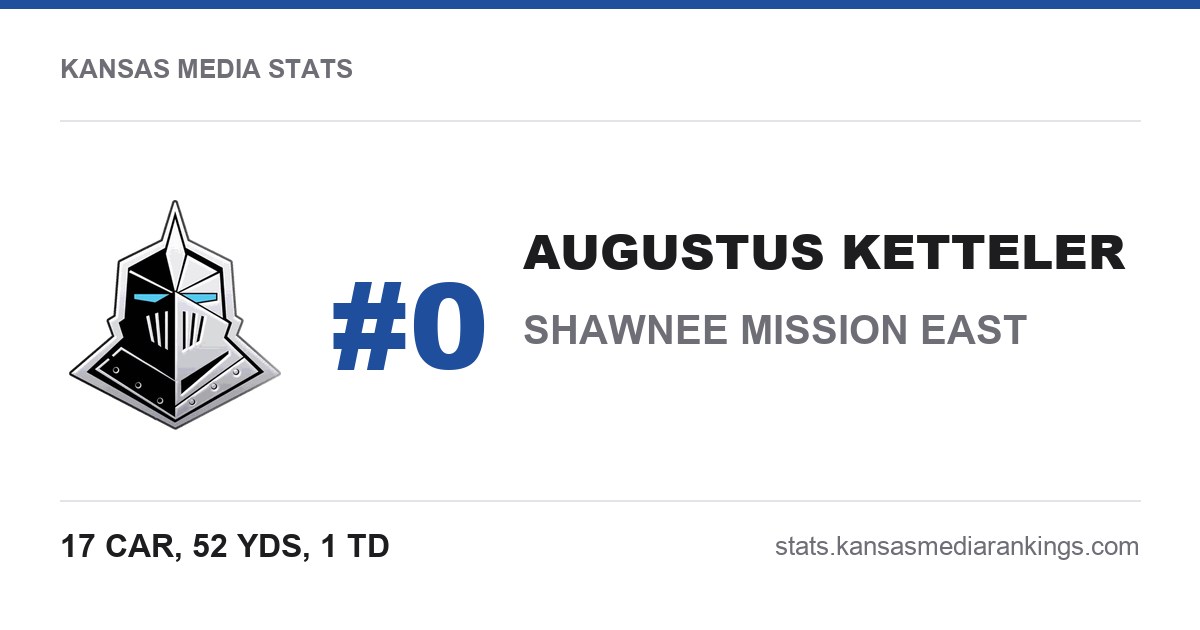 KANSAS MEDIA STATS
#0
AUGUSTUS KETTELER
SHAWNEE MISSION EAST
17 CAR, 52 YDS, 1 TD
stats.kansasmediarankings.com